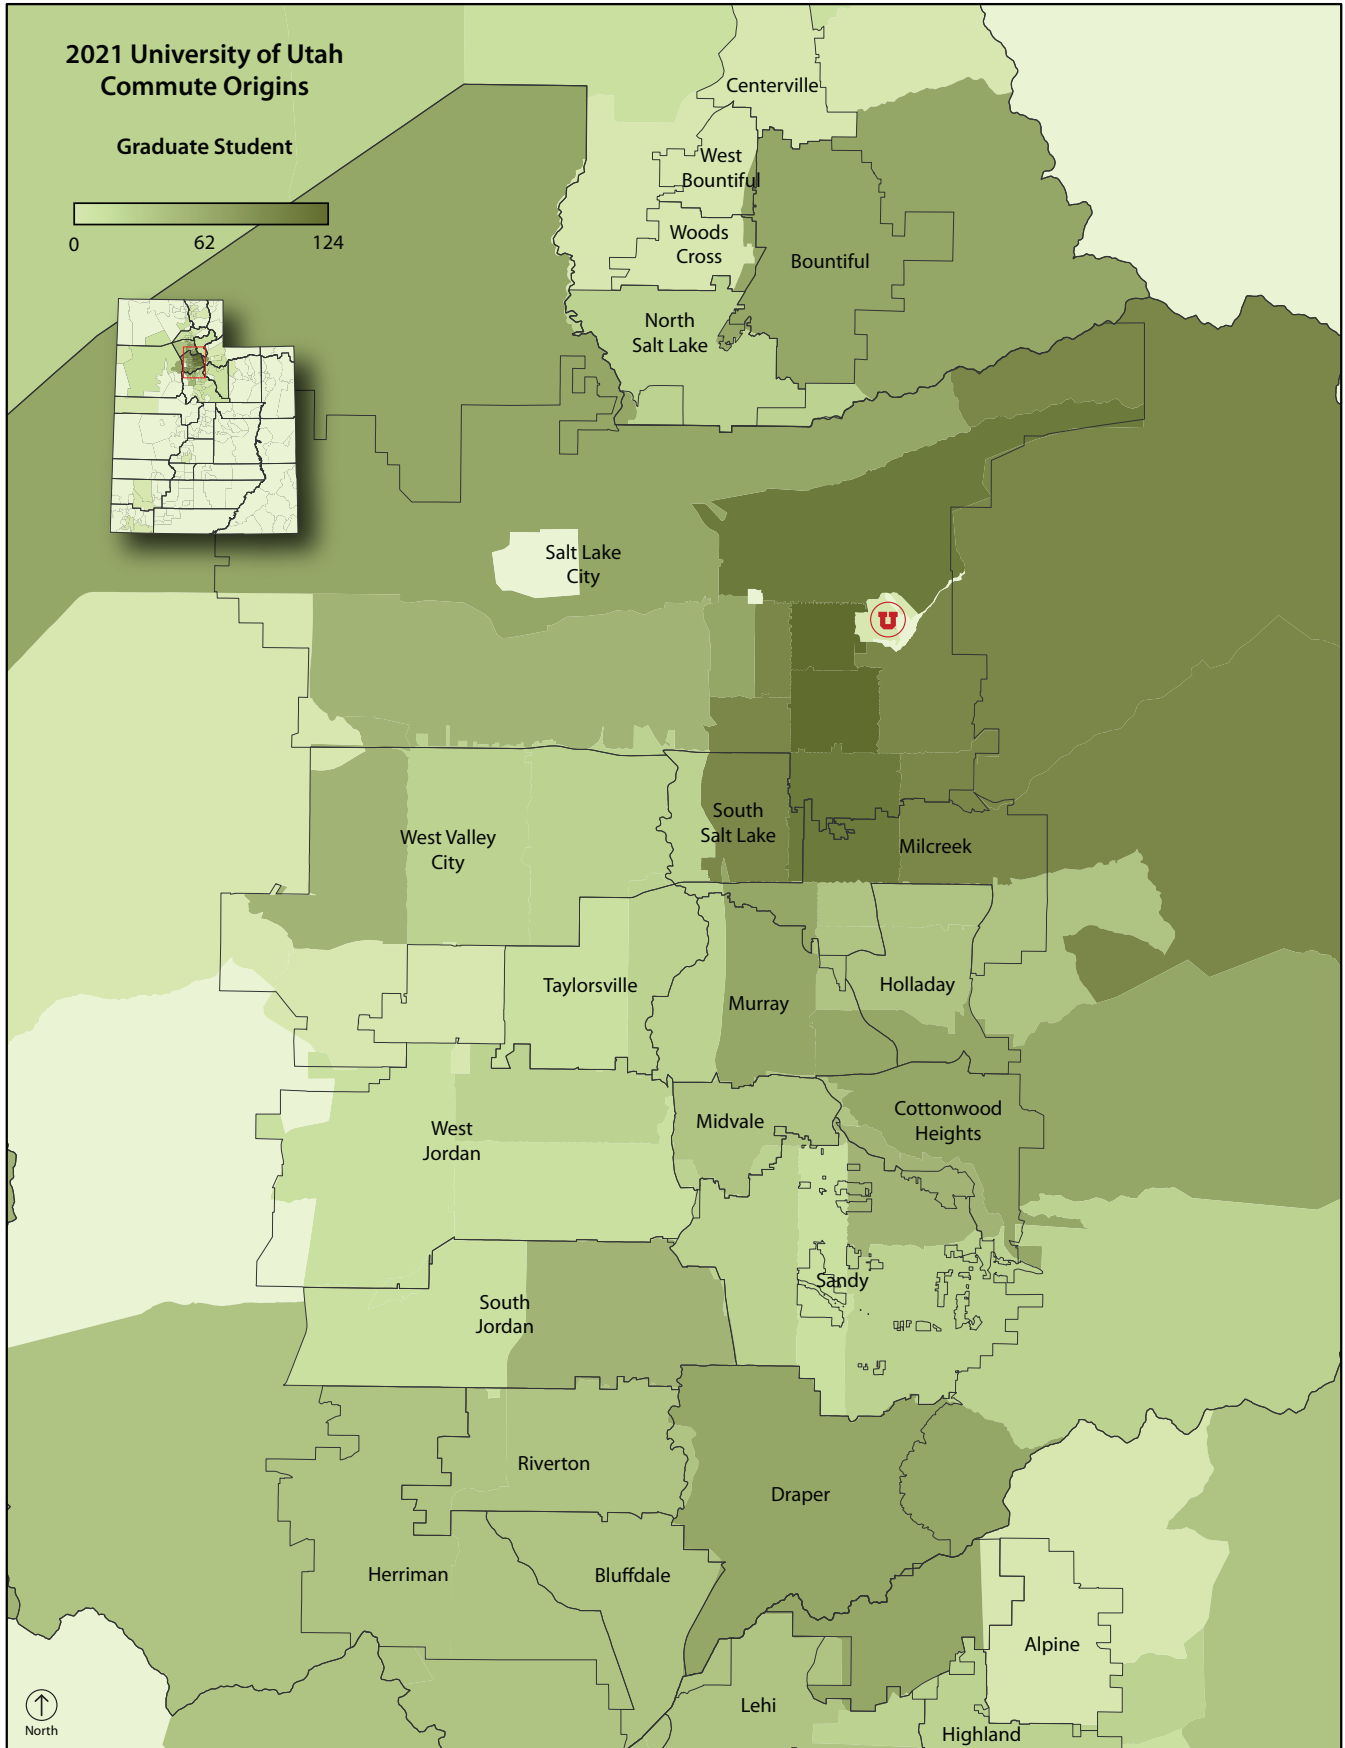 2021 University of Utah
Commute Origins
Graduate Student
0 62 124
Centerville
West
Bountiful
Woods
Cross
Bountiful
North
Salt Lake
Salt Lake
City
U
South
Salt Lake
West Valley
City
Milcreek
Taylorsville
Murray
Holladay
Midvale
Cottonwood
Heights
West
Jordan
Sandy
South
Jordan
Riverton
Draper
Herriman
Bluffdale
Alpine
Lehi
Highland
North